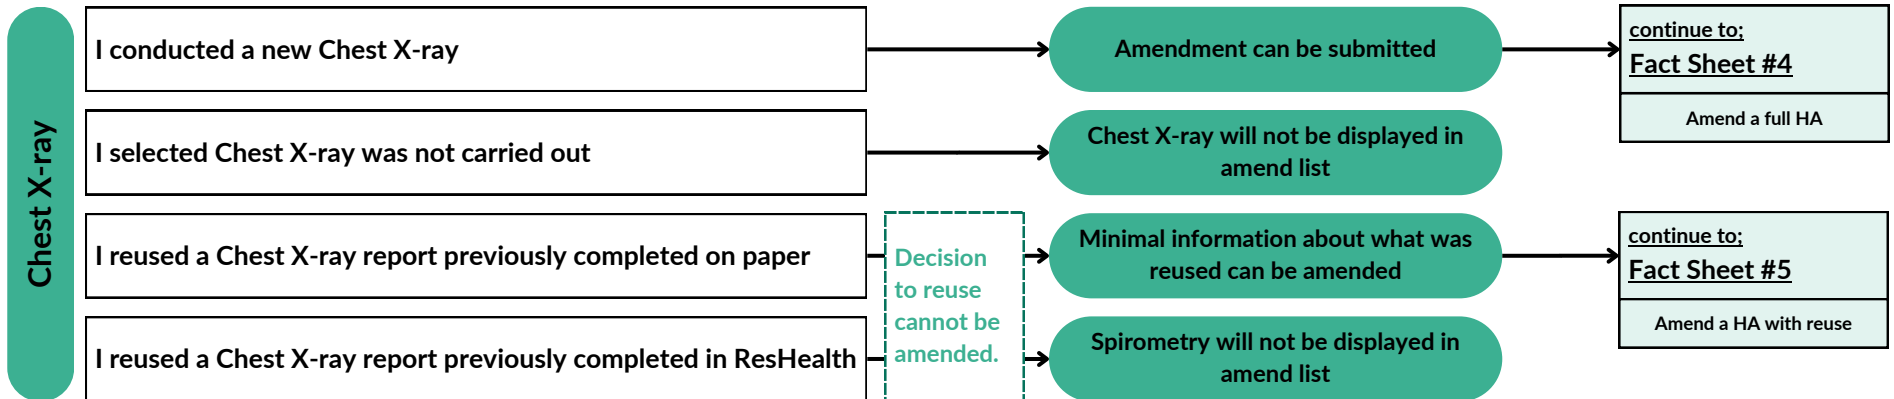 Chest X-ray
I conducted a new Chest X-ray
Amendment can be submitted
continue to;
Fact Sheet #4
Amend a full HA
I selected Chest X-ray was not carried out
Chest X-ray will not be displayed in
amend list
I reused a Chest X-ray report previously completed on paper
Decision
to reuse
cannot be
amended.
Minimal information about what was
reused can be amended
continue to;
Fact Sheet #5
Amend a HA with reuse
I reused a Chest X-ray report previously completed in ResHealth
Spirometry will not be displayed in
amend list